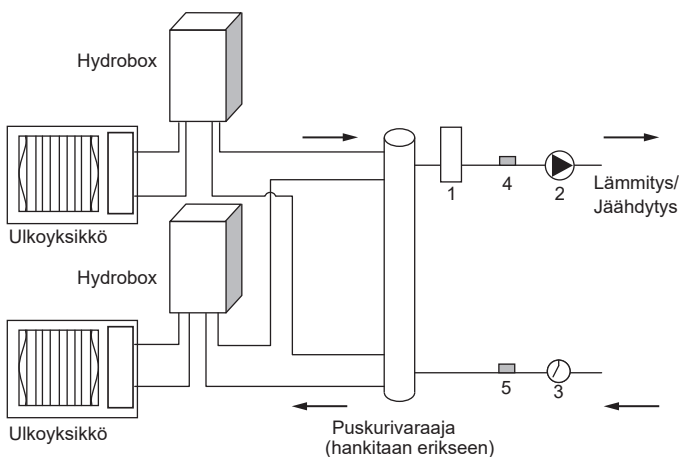 Hydrobox
Ulkoyksikkö
Hydrobox
Ulkoyksikkö
1
4
2
Lämmitys/
Jäähdytys
5
3
Puskurivaraaja
(hankitaan erikseen)